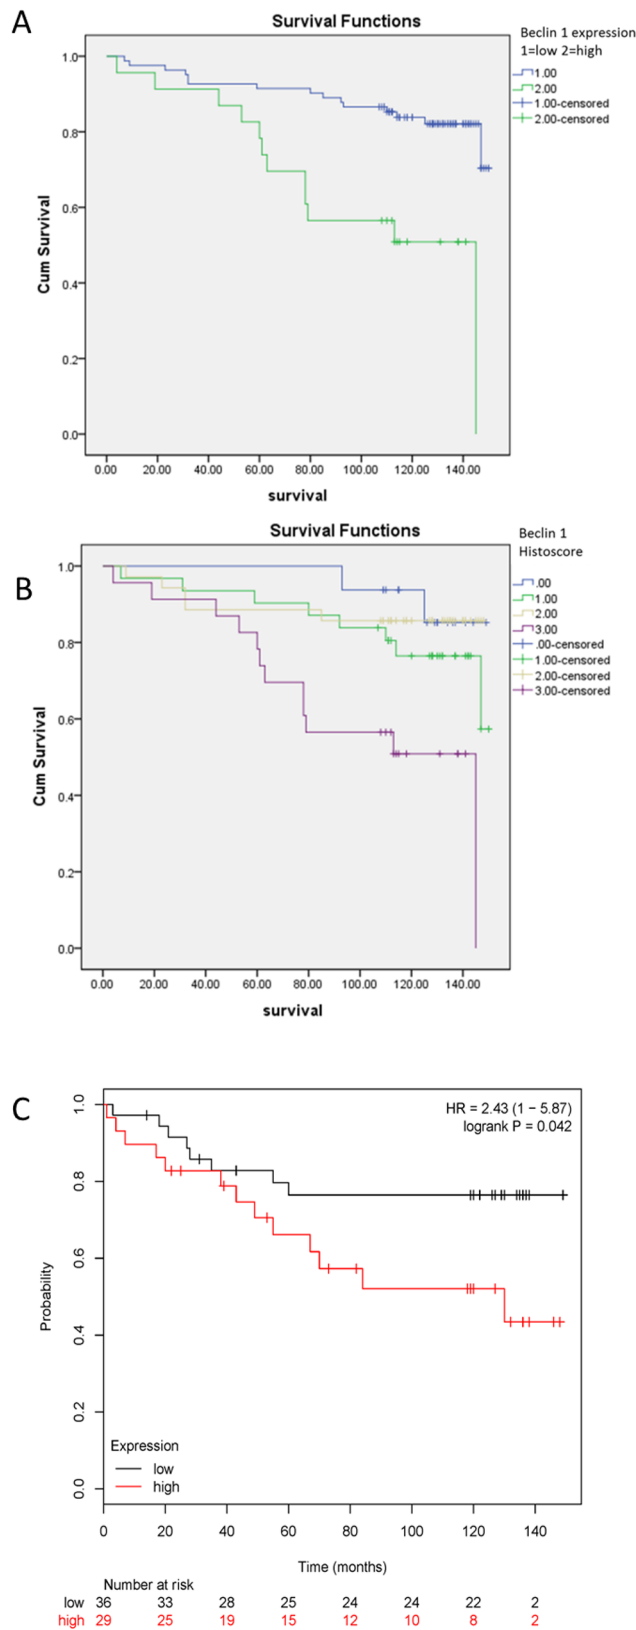 A
Survival Functions
Beclin 1 expression
1=low 2=high
1.00
2.00
1.00-censored
2.00-censored
1.0
0.8
0.6
0.4
0.2
0.0
Cum Survival
0.00 20.00 40.00 60.00 80.00 100.00 120.00 140.00
survival
B
Survival Functions
Beclin 1
Histoscore
.00
1.00
2.00
3.00
.00-censored
1.00-censored
2.00-censored
3.00-censored
1.0
0.8
0.6
0.4
0.2
0.0
Cum Survival
0.00 20.00 40.00 60.00 80.00 100.00 120.00 140.00
survival
C
HR = 2.43 (1 − 5.87)
logrank P = 0.042
1.0
0.8
0.6
0.4
0.2
0.0
Probability
Expression
low
high
0 20 40 60 80 100 120 140
Time (months)
Number at risk
low 36 33 28 25 24 24 22 2
high 29 25 19 15 12 10 8 2